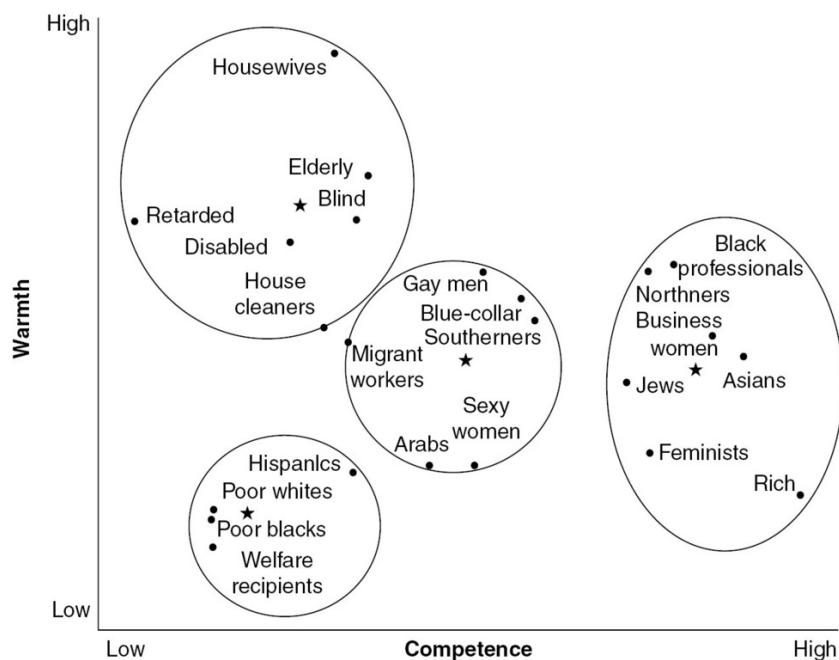 High
Housewives
Elderly
Blind
Retarded
Disabled
House
cleaners
Gay men
Blue-collar
Southerners
Migrant
workers
Sexy
women
Arabs
Black
professionals
Northners
Business
women
Jews
Asians
Feminists
Rich
HispanIcs
Poor whites
Poor blacks
Welfare
recipients
Warmth
Low
Low
Competence
High